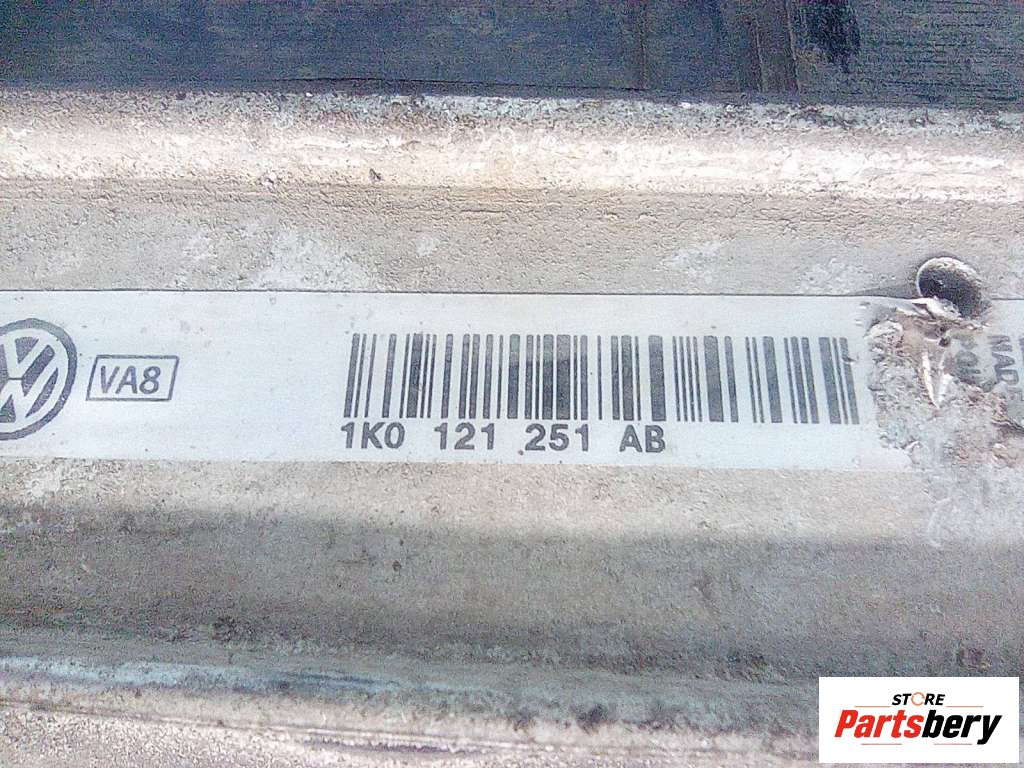 VA8
1K0 121 251 AB
STORE
Partsbery